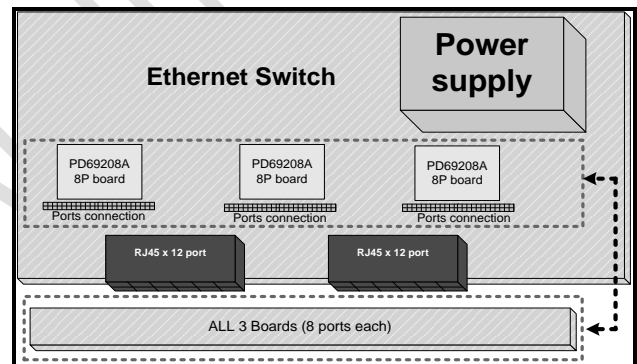 Power
supply
Ethernet Switch
PD69208A
8P board
PD69208A
8P board
PD69208A
8P board
Ports connection
Ports connection
Ports connection
RJ45 x 12 port
RJ45 x 12 port
ALL 3 Boards (8 ports each)